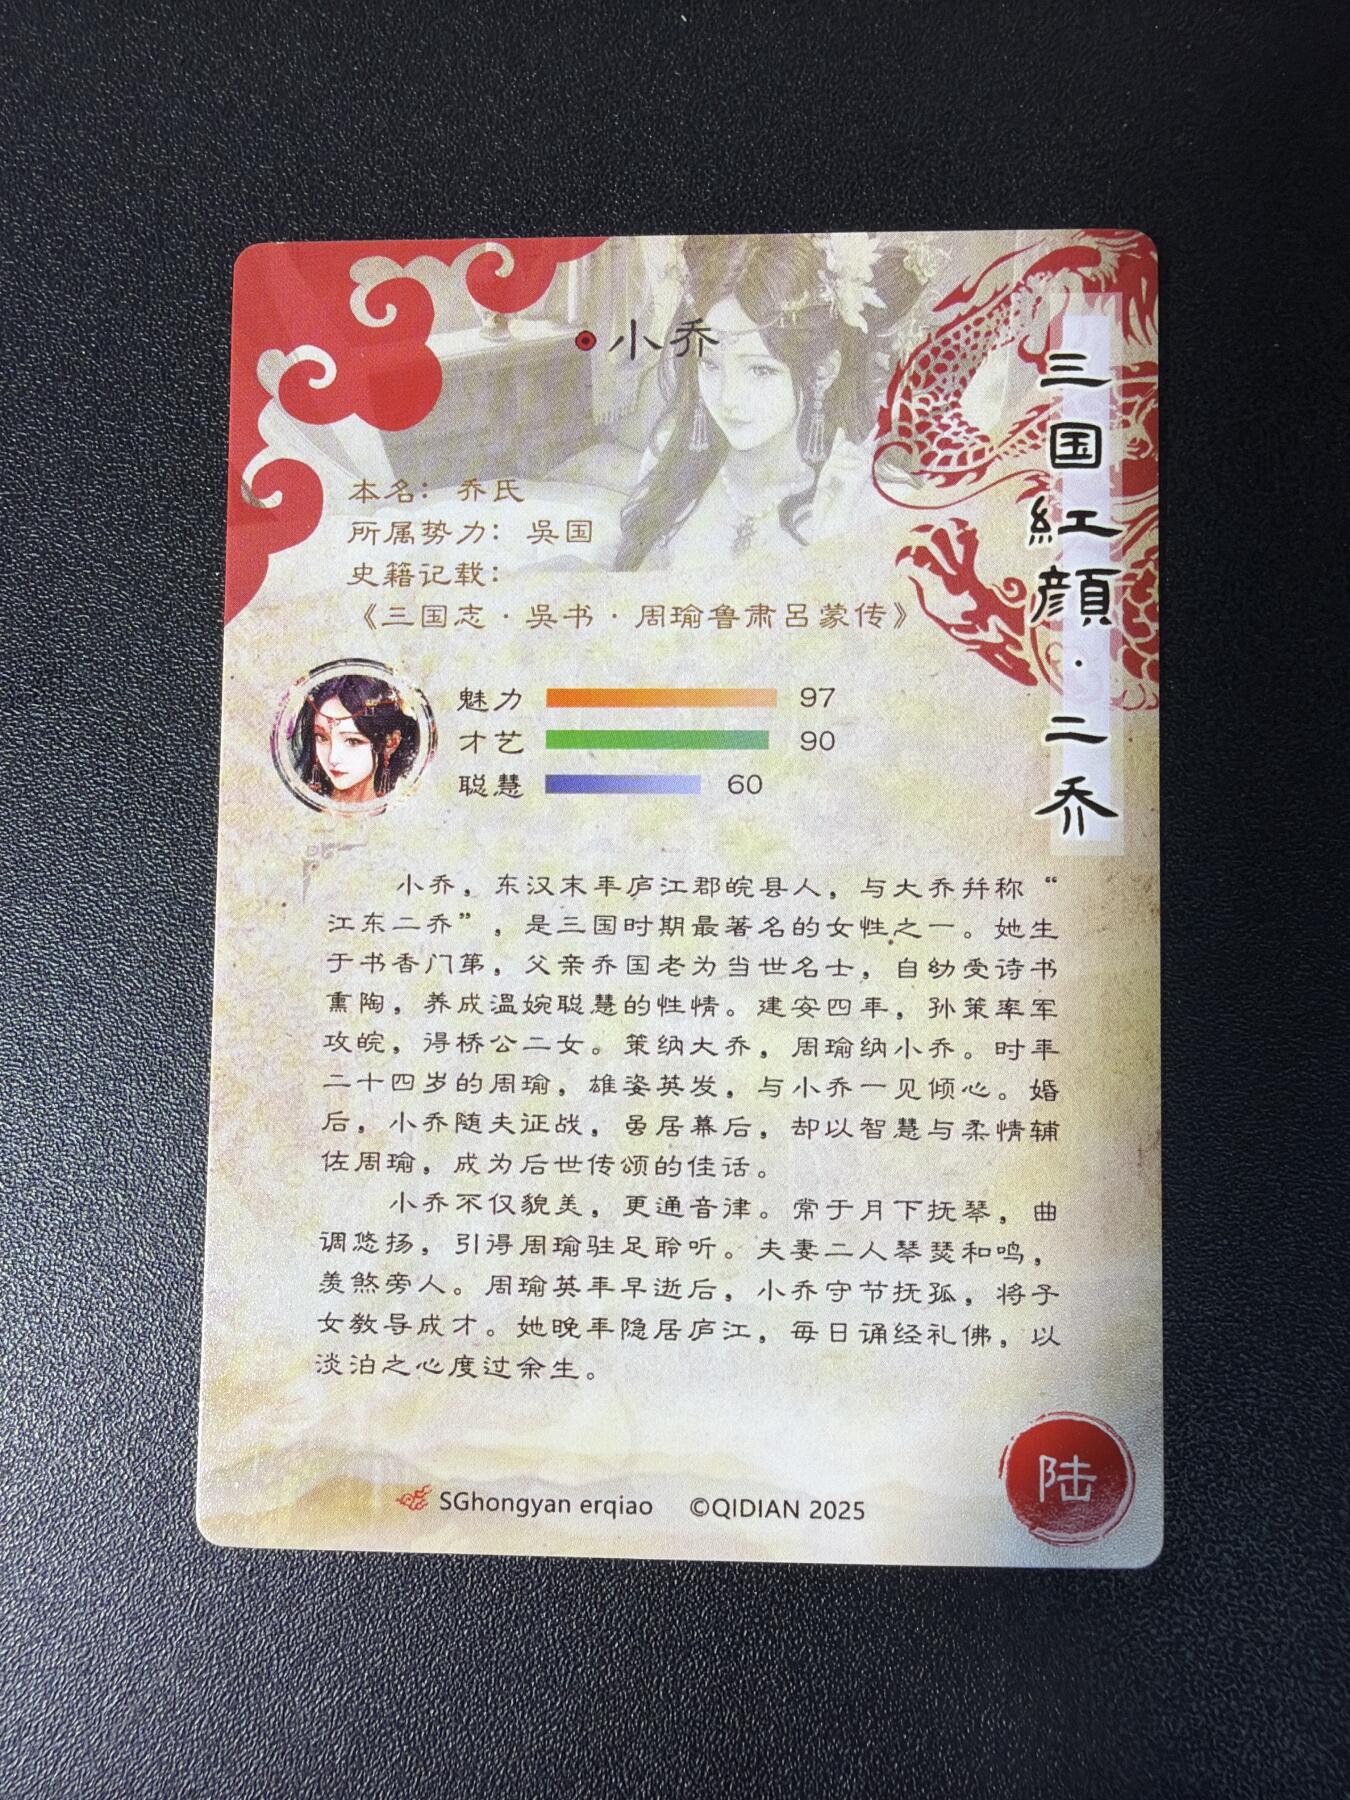 小乔
三国紅顔·二乔
本名：乔氏
所属势力：吳国
史籍记载：
《三国志·吳书·周瑜鲁肃吕蒙传》
魅力 97
才艺 90
聪慧 60
小乔，东汉末年庐江郡皖县人，与大乔并称“
江东二乔”，是三国时期最著名的女性之一。她生
于书香门第，父亲乔国老为当世名士，自幼受诗书
熏陶，养成温婉聪慧的性情。建安四年，孙策率军
攻皖，得桥公二女。策纳大乔，周瑜纳小乔。时年
二十四岁的周瑜，雄姿英发，与小乔一见倾心。婚
后，小乔随夫征战，虽居幕后，却以智慧与柔情辅
佐周瑜，成为后世传颂的佳话。
小乔不仅貌美，更通音律。常于月下抚琴，曲
调悠扬，引得周瑜驻足聆听。夫妻二人琴瑟和鸣，
羡煞旁人。周瑜英年早逝后，小乔守节抚孤，将子
女教导成才。她晚年隐居庐江，每日诵经礼佛，以
淡泊之心度过余生。
SGhongyan erqiao ©QIDIAN 2025
陆